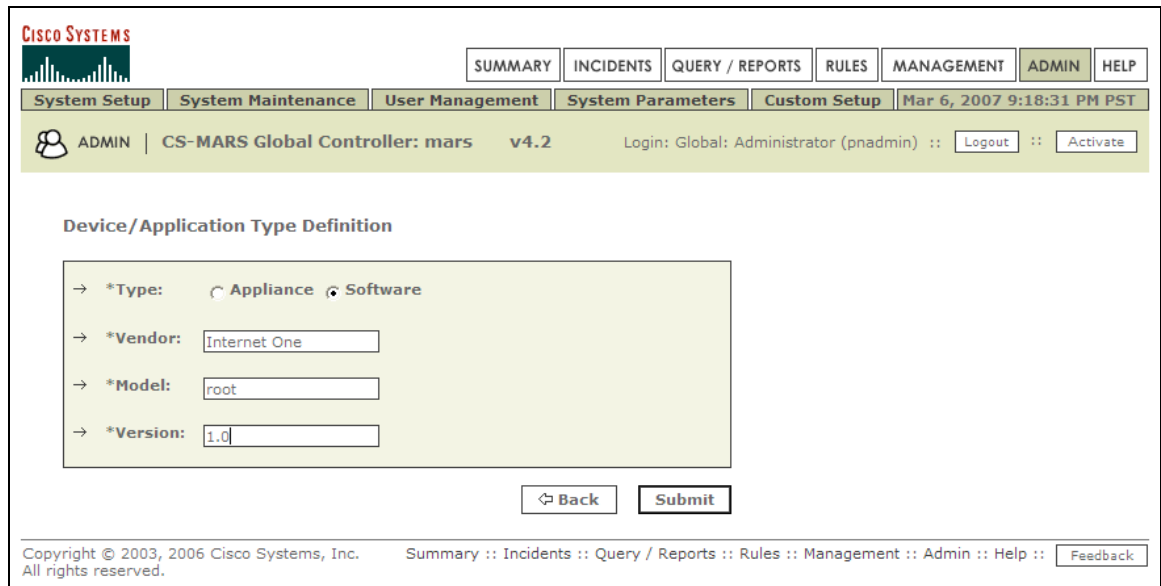 CISCO SYSTEMS
SUMMARY INCIDENTS QUERY / REPORTS RULES MANAGEMENT ADMIN HELP
System Setup System Maintenance User Management System Parameters Custom Setup Mar 6, 2007 9:18:31 PM PST
ADMIN | CS-MARS Global Controller: mars v4.2 Login: Global: Administrator (pnadmin) :: Logout :: Activate
Device/Application Type Definition
→ *Type: Appliance Software
→ *Vendor: Internet One
→ *Model: root
→ *Version: 1.0
Back Submit
Copyright © 2003, 2006 Cisco Systems, Inc. Summary :: Incidents :: Query / Reports :: Rules :: Management :: Admin :: Help :: Feedback
All rights reserved.